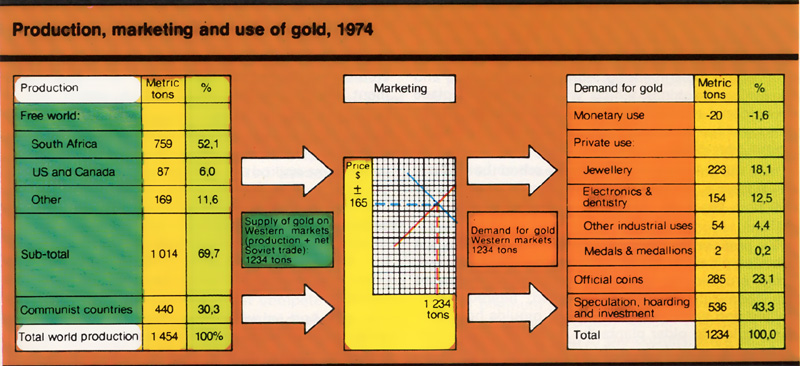 Production, marketing and use of gold, 1974
Production
Metric
tons
%
Free world:
South Africa 759 52,1
US and Canada 87 6,0
Other 169 11,6
Sub-total 1 014 69,7
Communist countries 440 30,3
Total world production 1 454 100%
Supply of gold on
Western markets
(production + net
Soviet trade):
1234 tons
Marketing
Price
$
±
165
1 234
tons
Demand for gold
Western markets
1234 tons
Demand for gold
Metric
tons
%
Monetary use -20 -1,6
Private use:
Jewellery 223 18,1
Electronics &
dentistry 154 12,5
Other industrial uses 54 4,4
Medals & medallions 2 0,2
Official coins 285 23,1
Speculation, hoarding
and investment 536 43,3
Total 1234 100,0